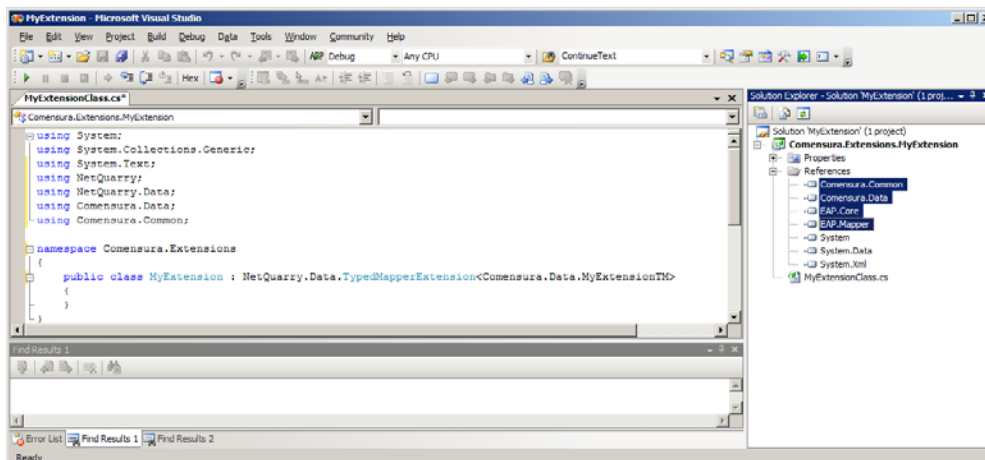 MyExtension - Microsoft Visual Studio
File Edit View Project Build Debug Data Tools Window Community Help
Debug Any CPU ContinueText
Hex
MyExtensionClass.cs*
Comensura.Extensions.MyExtension
using System;
using System.Collections.Generic;
using System.Text;
using NetQuarry;
using NetQuarry.Data;
using Comensura.Data;
using Comensura.Common;
namespace Comensura.Extensions
{
public class MyExtension : NetQuarry.Data.TypedMapperExtension<Comensura.Data.MyExtensionTM>
{
}
}
Find Results 1
Error List Find Results 1 Find Results 2
Ready
Solution Explorer - Solution 'MyExtension' (1 proj...
Solution 'MyExtension' (1 project)
Comensura.Extensions.MyExtension
Properties
References
Comensura.Common
Comensura.Data
EAP.Core
EAP.Mapper
System
System.Data
System.Xml
MyExtensionClass.cs